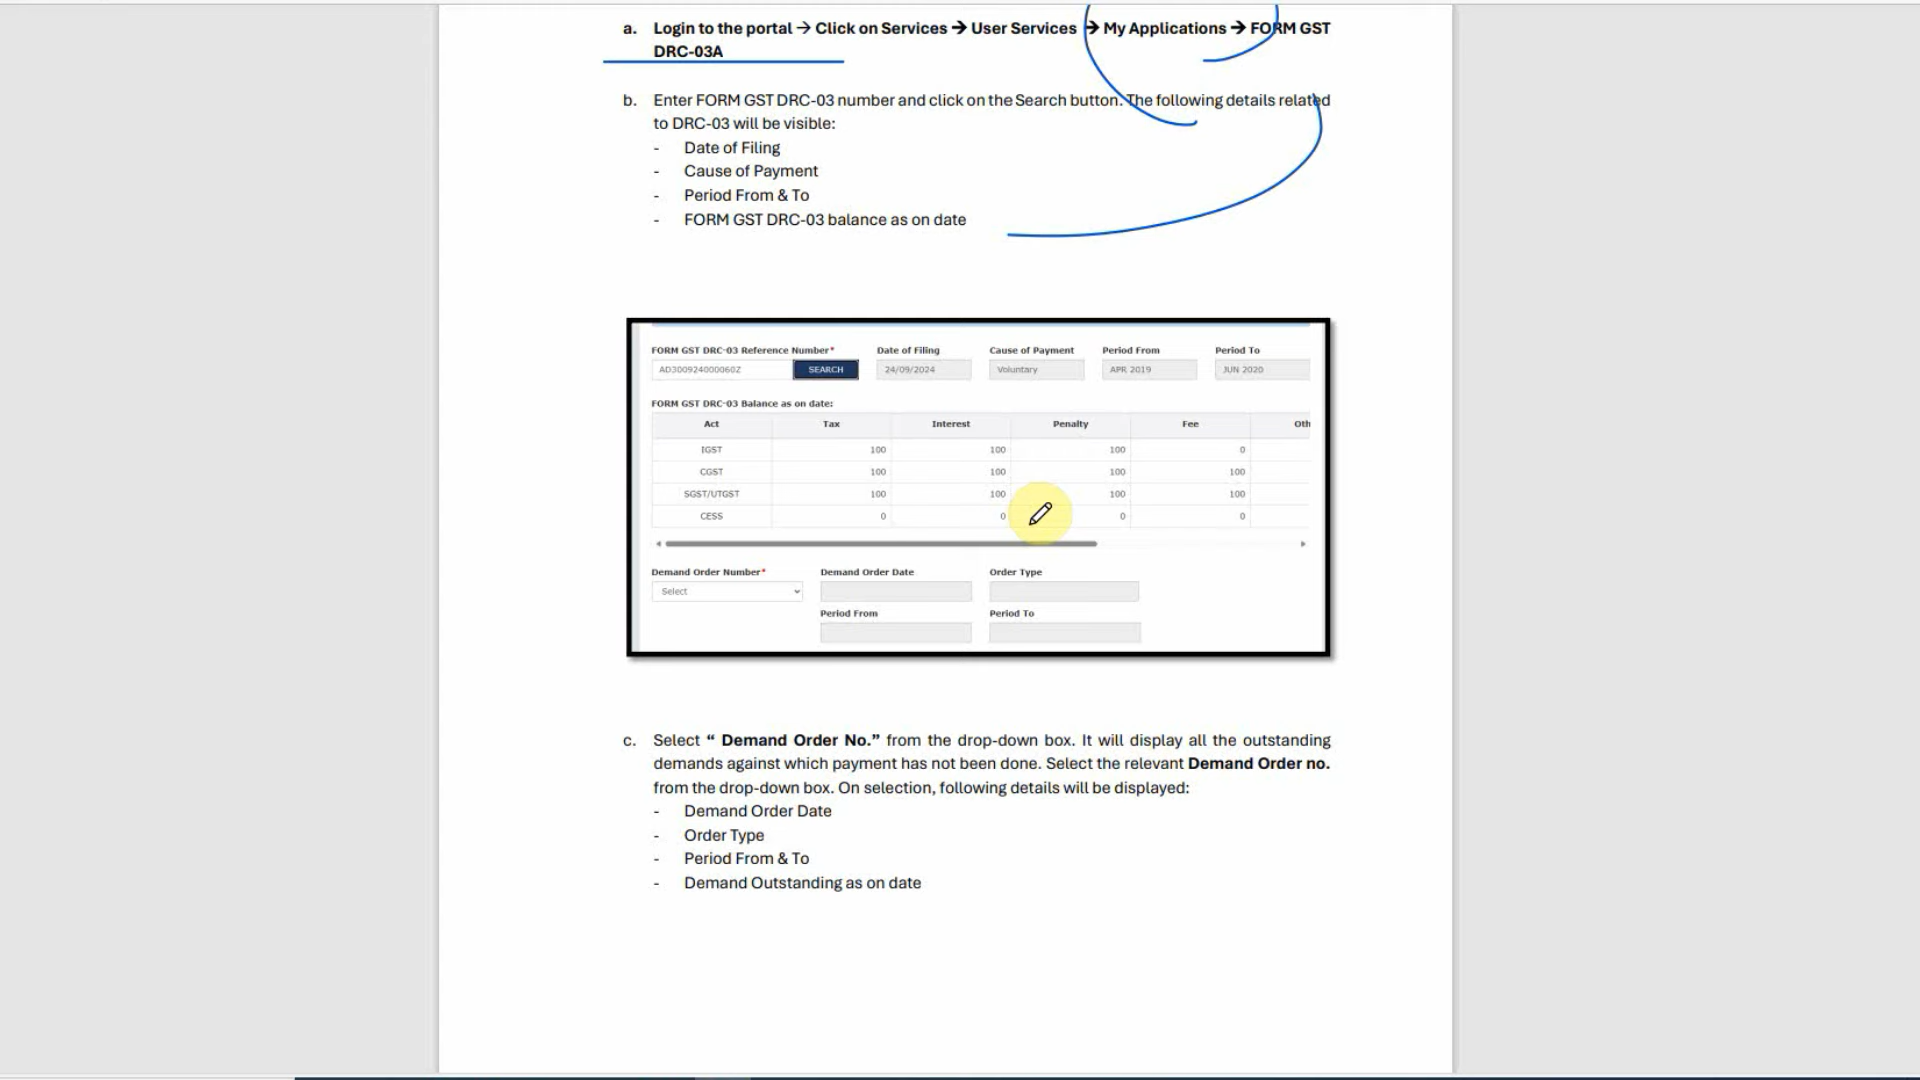 a. Login to the portal → Click on Services → User Services → My Applications → FORM GST
DRC-03A
b. Enter FORM GST DRC-03 number and click on the Search button. The following details related
to DRC-03 will be visible:
- Date of Filing
- Cause of Payment
- Period From & To
- FORM GST DRC-03 balance as on date
FORM GST DRC-03 Reference Number* Date of Filing Cause of Payment Period From Period To
AD300924000060Z SEARCH 24/09/2024 Voluntary APR 2019 JUN 2020
FORM GST DRC-03 Balance as on date:
Act Tax Interest Penalty Fee Oth
IGST 100 100 100 0
CGST 100 100 100 100
SGST/UTGST 100 100 100 100
CESS 0 0 0 0
Demand Order Number* Demand Order Date Order Type
Select
Period From Period To
c. Select “ Demand Order No.” from the drop-down box. It will display all the outstanding
demands against which payment has not been done. Select the relevant Demand Order no.
from the drop-down box. On selection, following details will be displayed:
- Demand Order Date
- Order Type
- Period From & To
- Demand Outstanding as on date